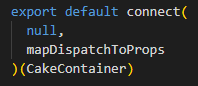 export default connect(
  null,
  mapDispatchToProps
)(CakeContainer)